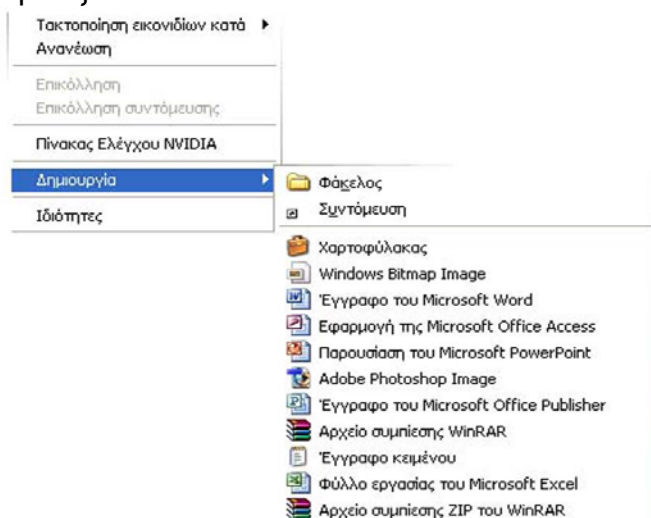 Τακτοποίηση εικονιδίων κατά
Ανανέωση
Επικόλληση
Επικόλληση συντόμευσης
Πίνακας Ελέγχου NVIDIA
Δημιουργία
Ιδιότητες
Φάκελος
Συντόμευση
Χαρτοφύλακας
Windows Bitmap Image
Έγγραφο του Microsoft Word
Εφαρμογή της Microsoft Office Access
Παρουσίαση του Microsoft PowerPoint
Adobe Photoshop Image
Έγγραφο του Microsoft Office Publisher
Αρχείο συμπίεσης WinRAR
Έγγραφο κειμένου
Φύλλο εργασίας του Microsoft Excel
Αρχείο συμπίεσης ZIP του WinRAR